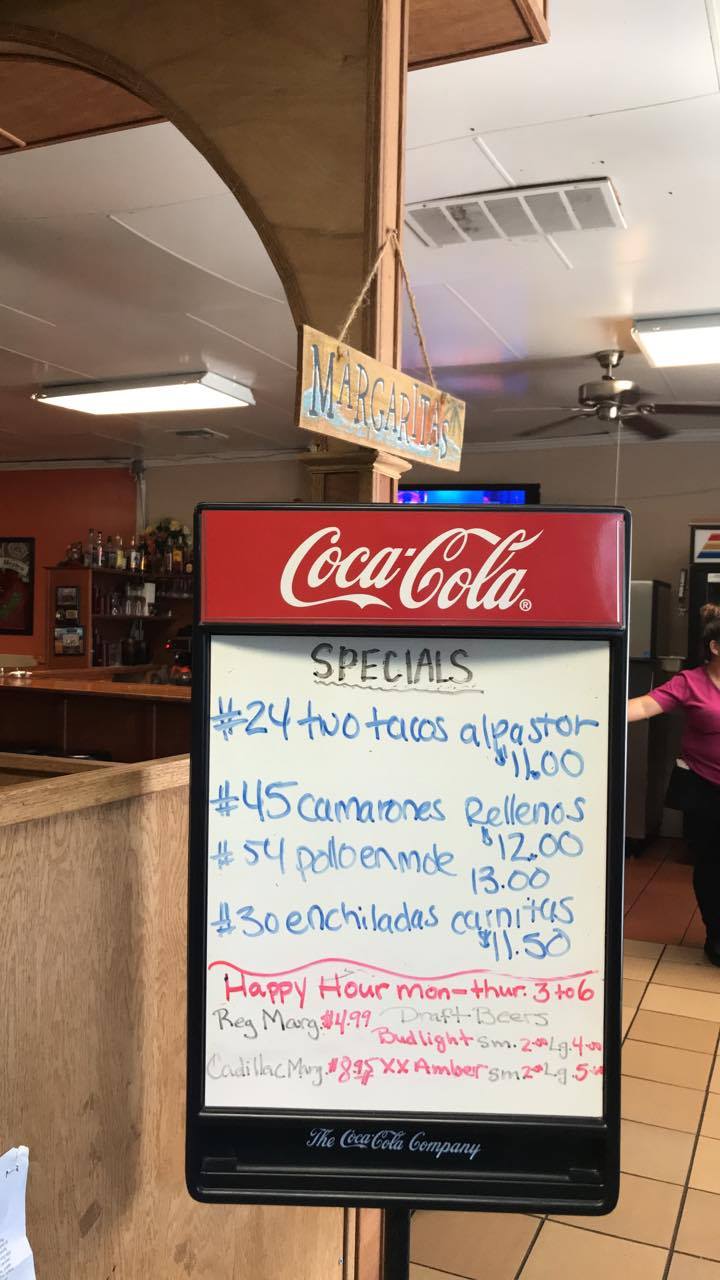 MARGARITAS
Coca-Cola®
SPECIALS
#24 two tacos alpastor
$11.00
#45 camarones Rellenos
$12.00
#54 pollo en mole
13.00
#30 enchiladas carnitas
$11.50
Happy Hour mon-thur. 3 to 6
Reg Marg. $4.99 Draft Beers
Budlight sm. 2.00 Lg. 4.00
Cadillac Marg. $8.95 XX Amber sm 2.00 Lg. 5.00
The Coca-Cola Company